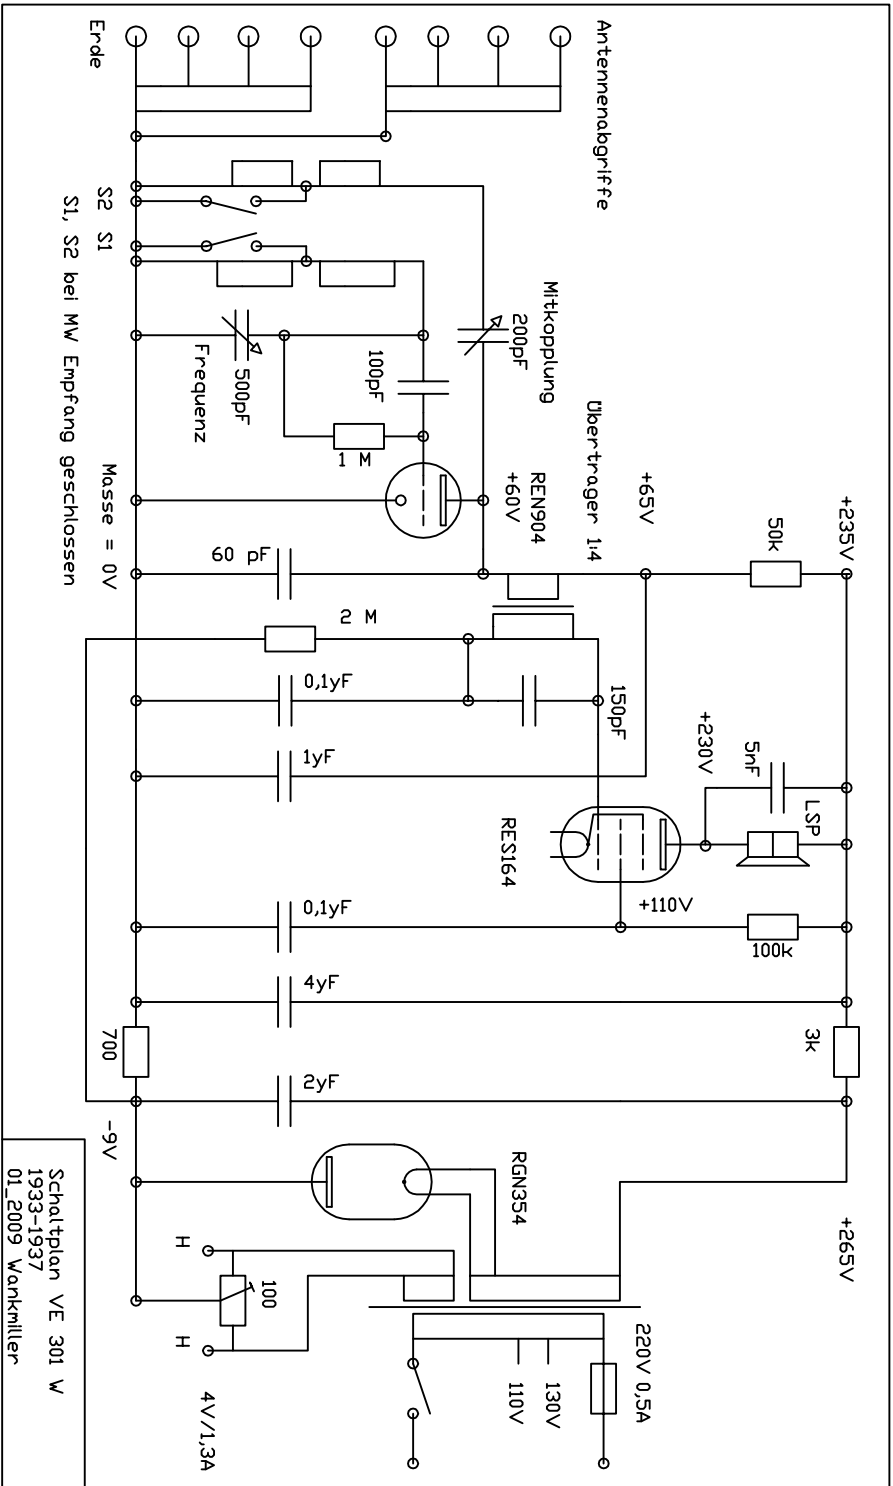 Antennenabgriffe
Erde
S2
S1
S1, S2 bei MW Empfang geschlossen
Mitkopplung
200pF
500pF
Frequenz
100pF
1 M
Masse = 0V
REN904
+60V
Übertrager 1:4
+65V
50k
+235V
60 pF
2 M
0,1yF
150pF
1yF
RES164
+230V
5nF
LSP
+110V
0,1yF
100k
4yF
700
3k
2yF
-9V
RGN354
+265V
H
100
H
4V/1,3A
220V 0,5A
130V
110V
Schaltplan VE 301 W
1933-1937
01_2009 Wankmiller